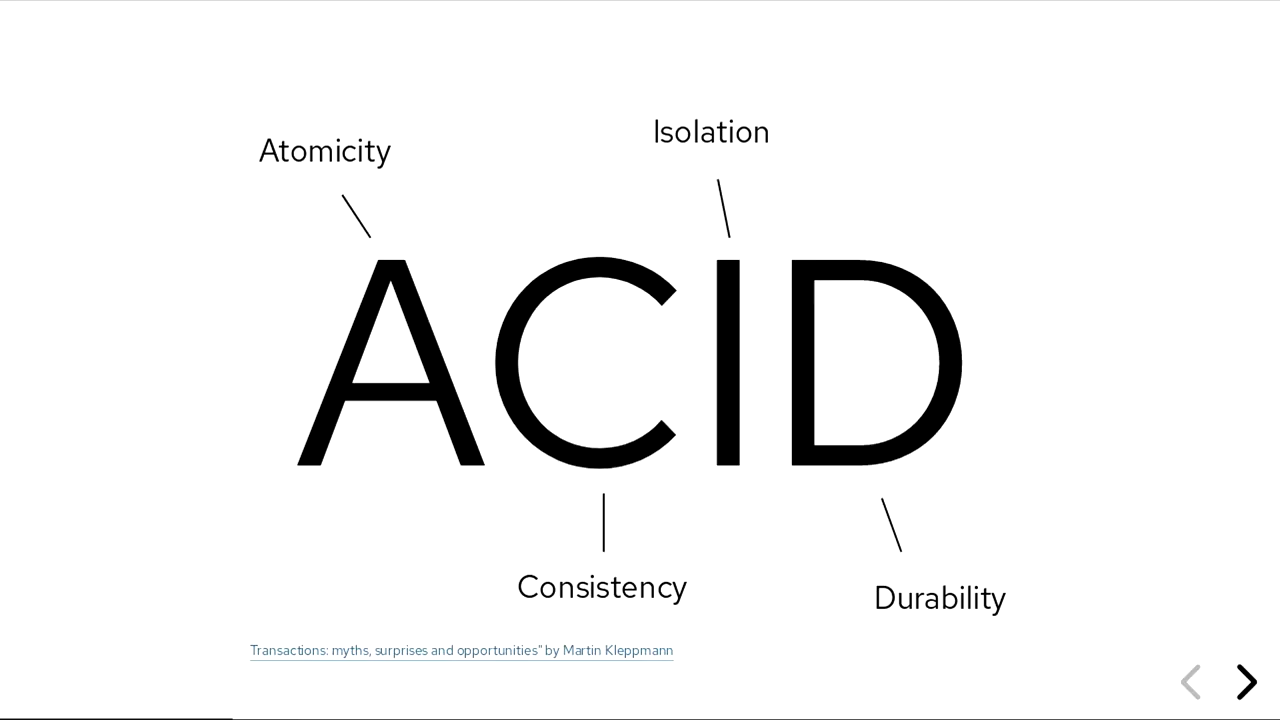 Atomicity
Isolation
ACID
Consistency
Durability
Transactions: myths, surprises and opportunities" by Martin Kleppmann